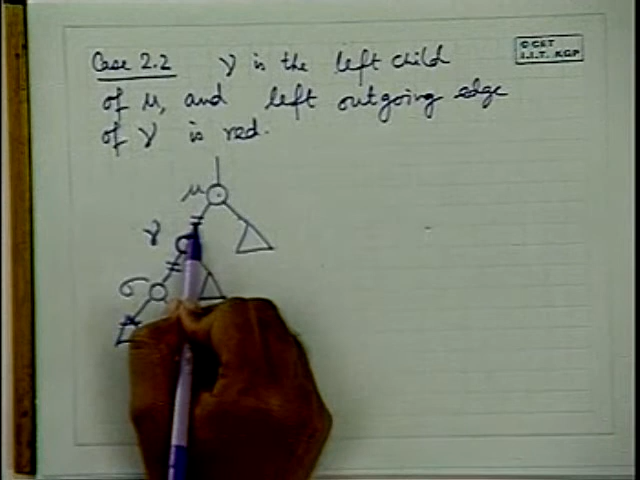 Case 2.2 γ is the left child
© CET
I.I.T. KGP
of μ, and left outgoing edge
of γ is red.
μ
γ
σ